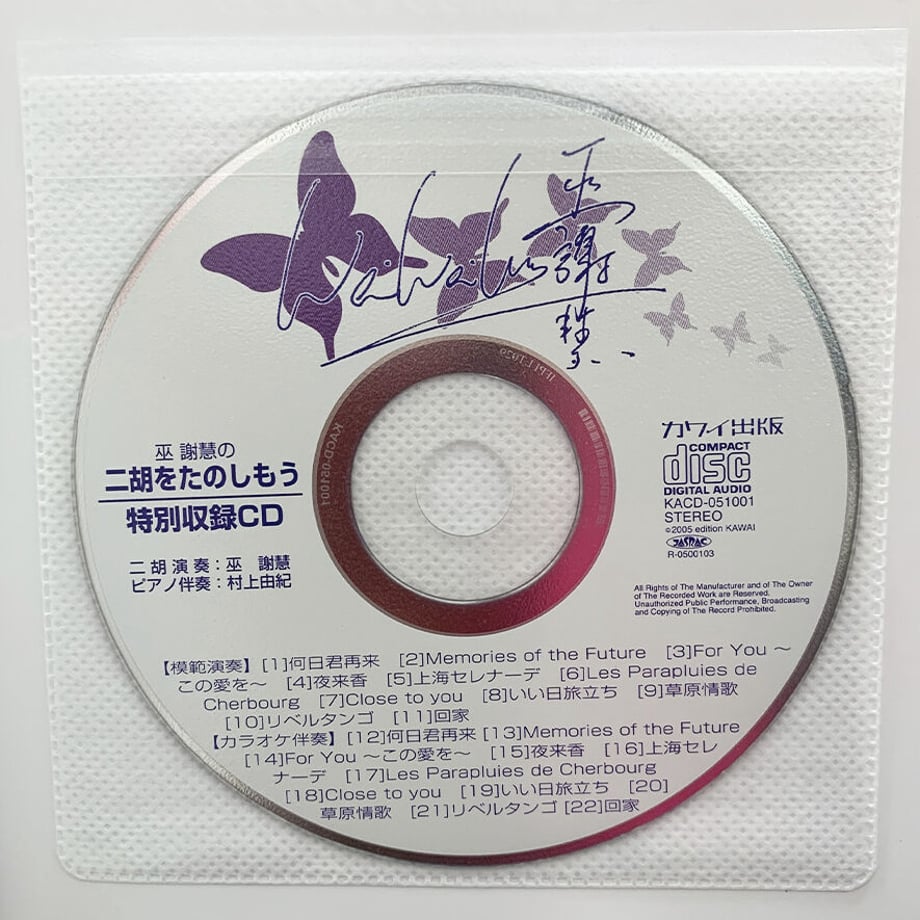 WeiWei Wuu
巫
謝
慧
巫 謝慧の
二胡をたのしもう
特別収録CD
二胡演奏：巫　謝慧
ピアノ伴奏：村上由紀
カワイ出版
COMPACT
disc
DIGITAL AUDIO
KACD-051001
STEREO
©2005 edition KAWAI
JASRAC
R-0500103
All Rights of The Manufacturer and of The Owner
of The Recorded Work are Reserved.
Unauthorized Public Performance, Broadcasting
and Copying of The Record Prohibited.
KACD-051001
【模範演奏】[1]何日君再来　[2]Memories of the Future　[3]For You ～
この愛を～　[4]夜来香　[5]上海セレナーデ　[6]Les Parapluies de
Cherbourg　[7]Close to you　[8]いい日旅立ち　[9]草原情歌
[10]リベルタンゴ　[11]回家
【カラオケ伴奏】[12]何日君再来 [13]Memories of the Future
[14]For You ～この愛を～　[15]夜来香　[16]上海セレ
ナーデ　[17]Les Parapluies de Cherbourg
[18]Close to you　[19]いい日旅立ち　[20]
草原情歌　[21]リベルタンゴ [22]回家